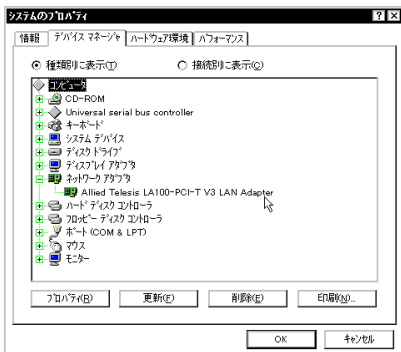 システムのプロパティ
情報 デバイス マネージャ ハードウェア環境 パフォーマンス
種類別に表示(T) 接続別に表示(C)
コンピュータ
CD-ROM
Universal serial bus controller
キーボード
システム デバイス
ディスク ドライブ
ディスプレイ アダプタ
ネットワーク アダプタ
Allied Telesis LA100-PCI-T V3 LAN Adapter
ハード ディスク コントローラ
フロッピー ディスク コントローラ
ポート (COM & LPT)
マウス
モニター
プロパティ(R) 更新(F) 削除(E) 印刷(N)...
OK キャンセル